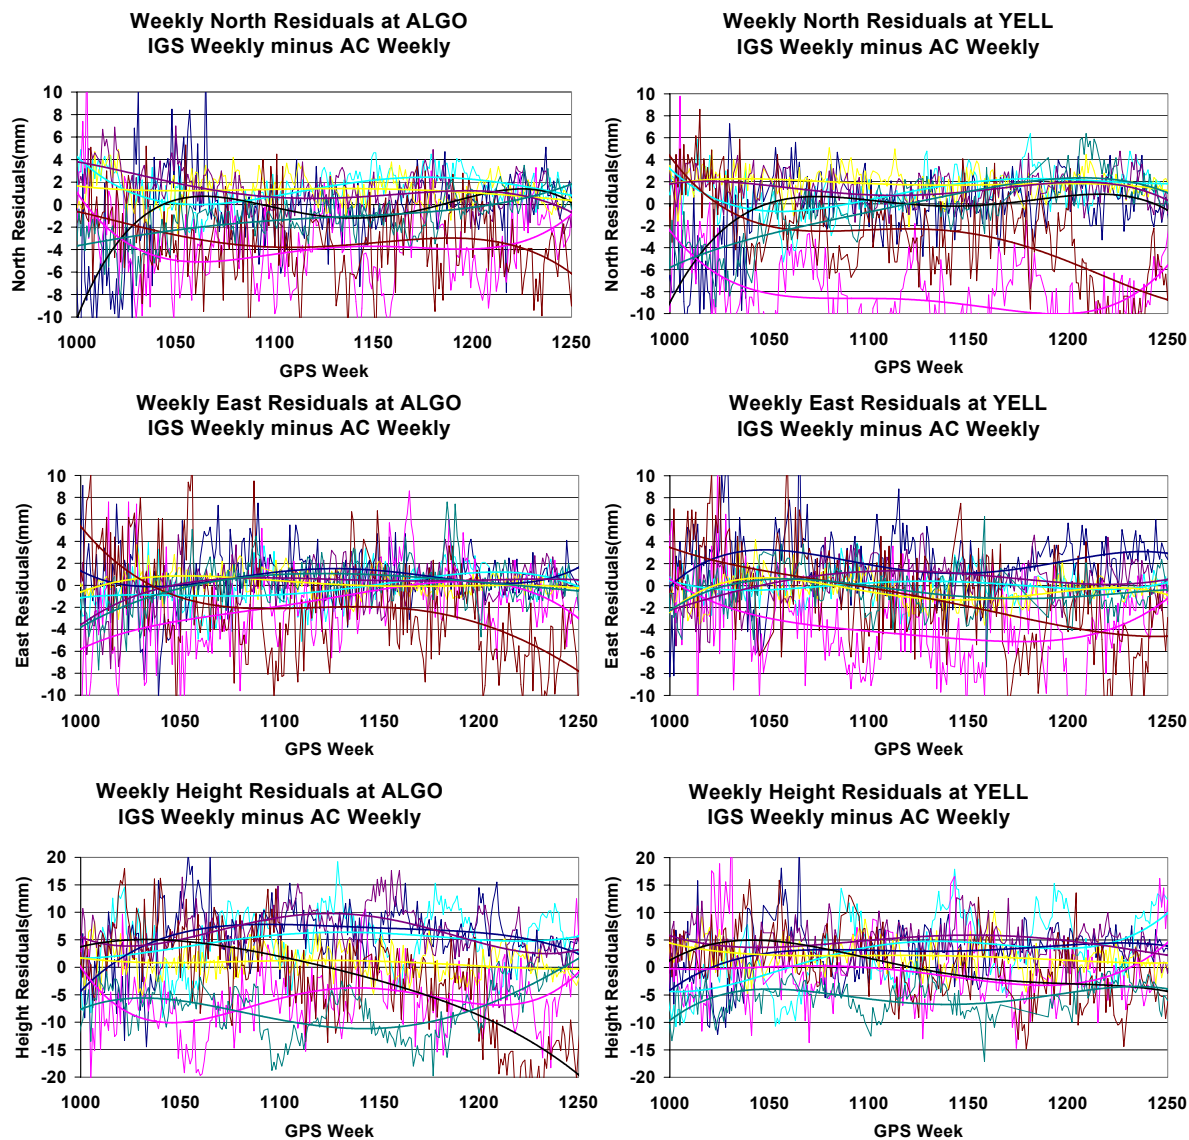 Weekly North Residuals at ALGO
IGS Weekly minus AC Weekly
North Residuals(mm)
10
8
6
4
2
0
-2
-4
-6
-8
-10
1000 1050 1100 1150 1200 1250
GPS Week
Weekly North Residuals at YELL
IGS Weekly minus AC Weekly
North Residuals(mm)
10
8
6
4
2
0
-2
-4
-6
-8
-10
1000 1050 1100 1150 1200 1250
GPS Week
Weekly East Residuals at ALGO
IGS Weekly minus AC Weekly
East Residuals(mm)
10
8
6
4
2
0
-2
-4
-6
-8
-10
1000 1050 1100 1150 1200 1250
GPS Week
Weekly East Residuals at YELL
IGS Weekly minus AC Weekly
East Residuals(mm)
10
8
6
4
2
0
-2
-4
-6
-8
-10
1000 1050 1100 1150 1200 1250
GPS Week
Weekly Height Residuals at ALGO
IGS Weekly minus AC Weekly
Height Residuals(mm)
20
15
10
5
0
-5
-10
-15
-20
1000 1050 1100 1150 1200 1250
GPS Week
Weekly Height Residuals at YELL
IGS Weekly minus AC Weekly
Height Residuals(mm)
20
15
10
5
0
-5
-10
-15
-20
1000 1050 1100 1150 1200 1250
GPS Week